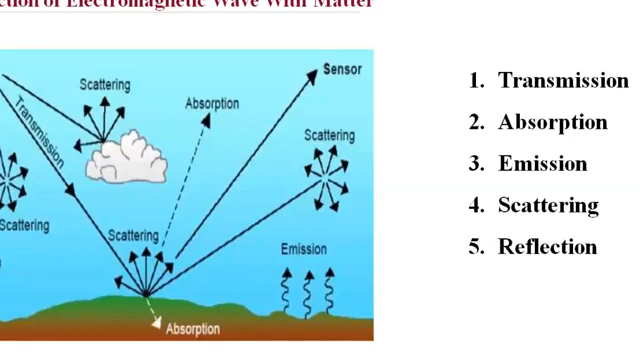 ction of Electromagnetic Wave With Matter
Sensor
Scattering
Absorption
Transmission
Scattering
Scattering
Scattering
Emission
Absorption
1. Transmission
2. Absorption
3. Emission
4. Scattering
5. Reflection